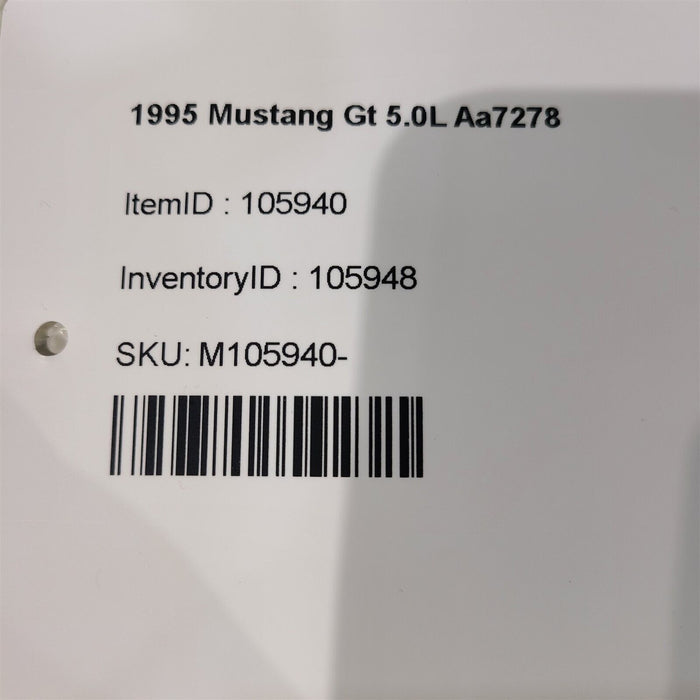 1995 Mustang Gt 5.0L Aa7278
ItemID : 105940
InventoryID : 105948
SKU: M105940-